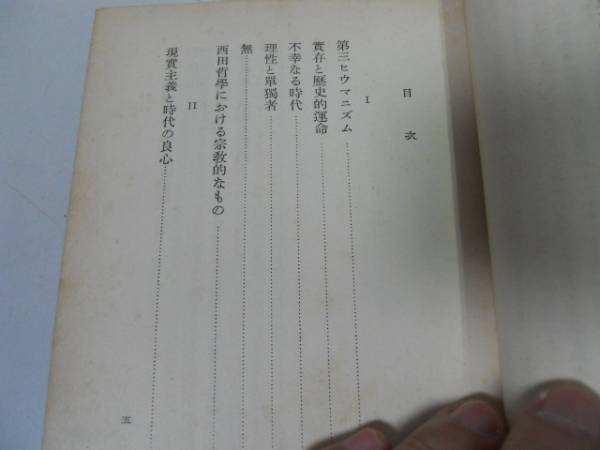 目次
I
第三ヒウマニズム
實存と歷史的運命
不幸なる時代
理性と單獨者
無
西田哲學における宗教的なもの
II
現實主義と時代の良心
五